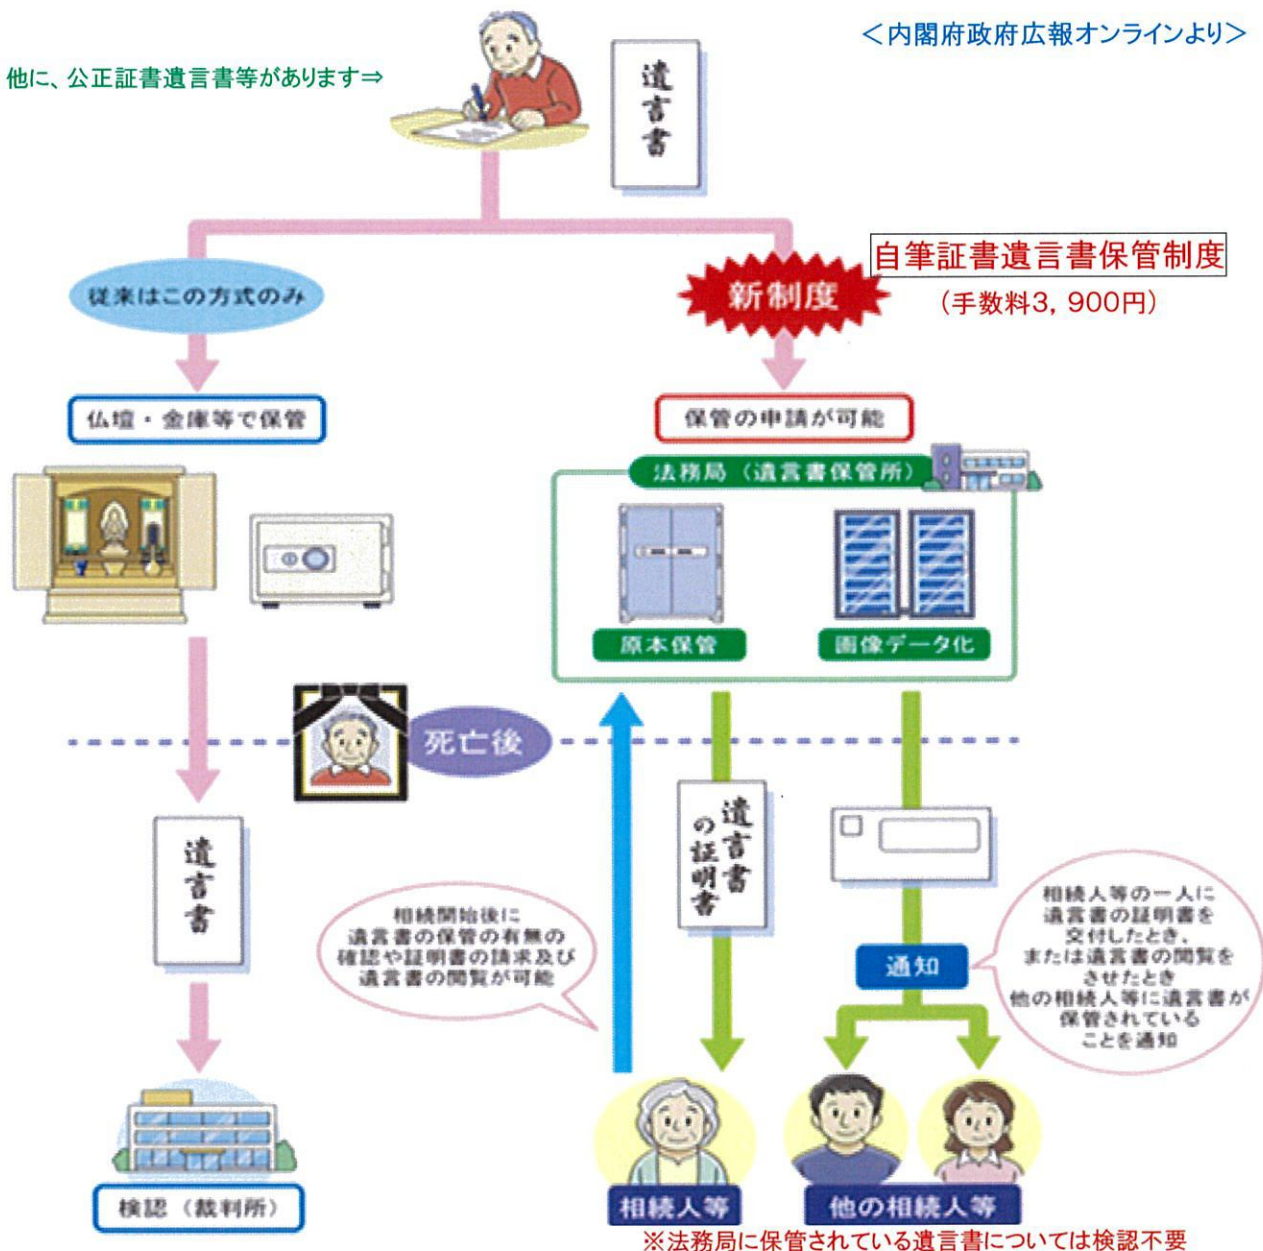 ＜内閣府政府広報オンラインより＞
他に、公正証書遺言書等があります⇒
遺言書
自筆証書遺言書保管制度
（手数料3，900円）
従来はこの方式のみ
新制度
仏壇・金庫等で保管
保管の申請が可能
法務局（遺言書保管所）
原本保管
画像データ化
死亡後
遺言書
遺言書
の証明書
相続開始後に
遺言書の保管の有無の
確認や証明書の請求及び
遺言書の閲覧が可能
通知
相続人等の一人に
遺言書の証明書を
交付したとき、
または遺言書の閲覧を
させたとき
他の相続人等に遺言書が
保管されている
ことを通知
検認（裁判所）
相続人等
他の相続人等
※法務局に保管されている遺言書については検認不要